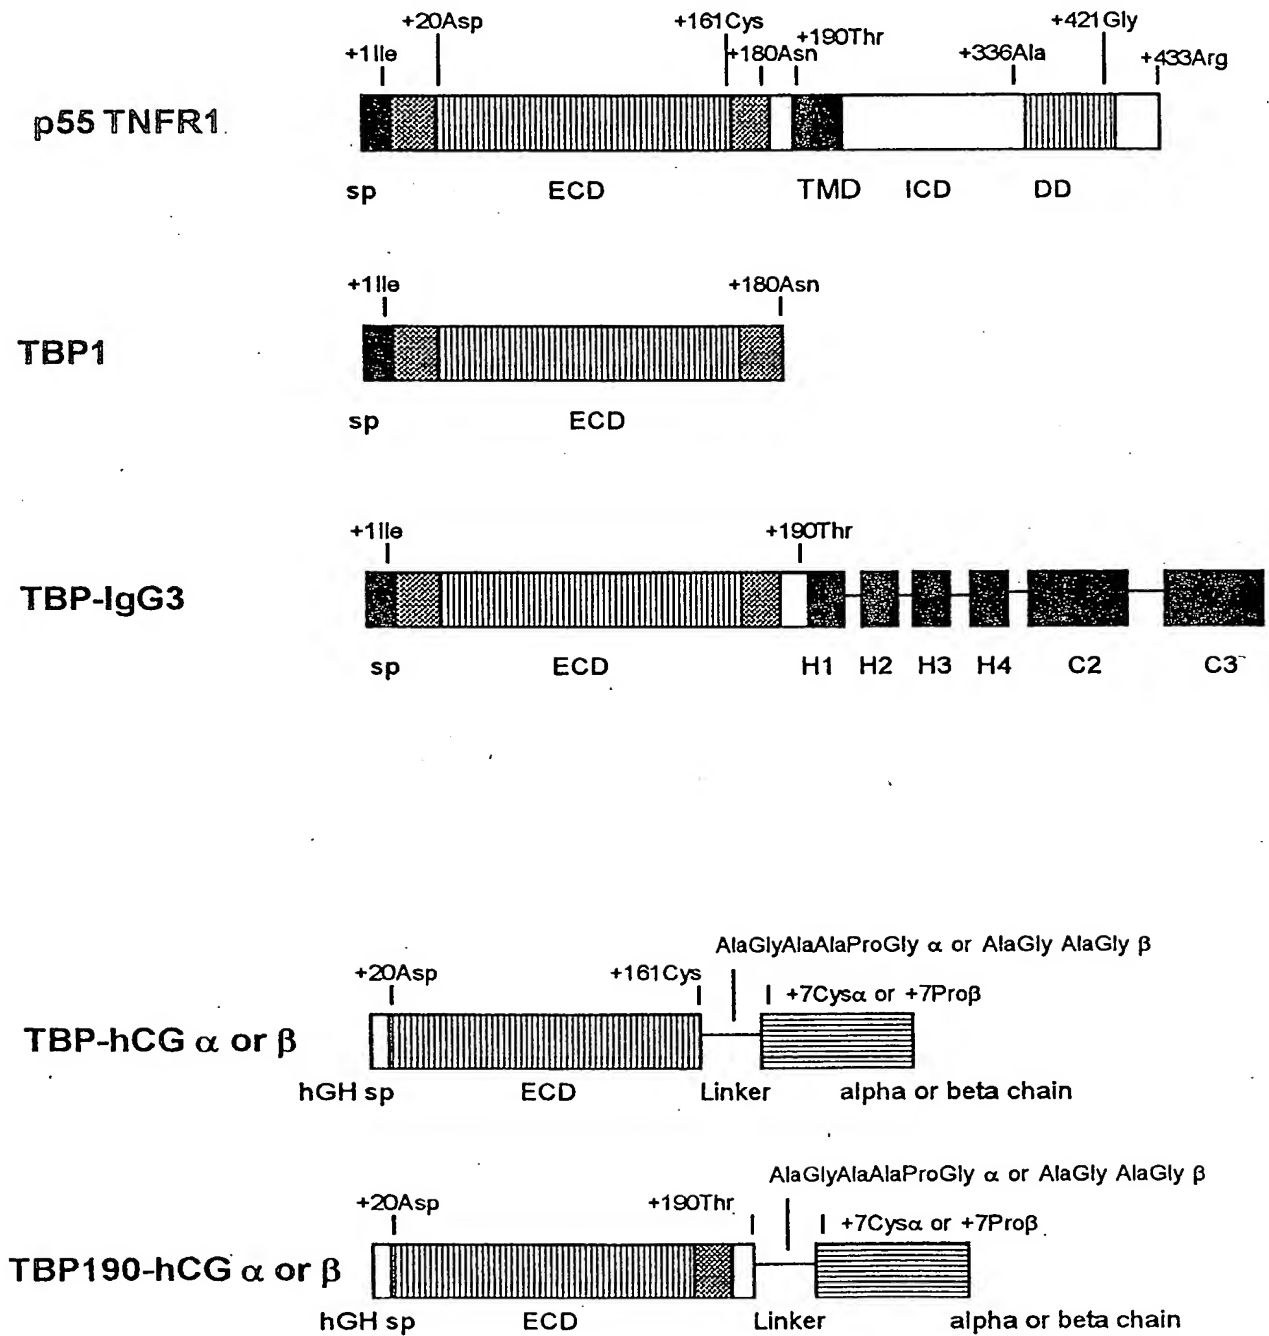 +20Asp +161Cys +421Gly
+1Ile +180Asn +190Thr +336Ala +433Arg
p55 TNFR1
sp ECD TMD ICD DD
+1Ile +180Asn
TBP1
sp ECD
+1Ile +190Thr
TBP-IgG3
sp ECD H1 H2 H3 H4 C2 C3
AlaGlyAlaAlaProGly α or AlaGly AlaGly β
+20Asp +161Cys +7Cysα or +7Proβ
TBP-hCG α or β
hGH sp ECD Linker alpha or beta chain
AlaGlyAlaAlaProGly α or AlaGly AlaGly β
+20Asp +190Thr +7Cysα or +7Proβ
TBP190-hCG α or β
hGH sp ECD Linker alpha or beta chain